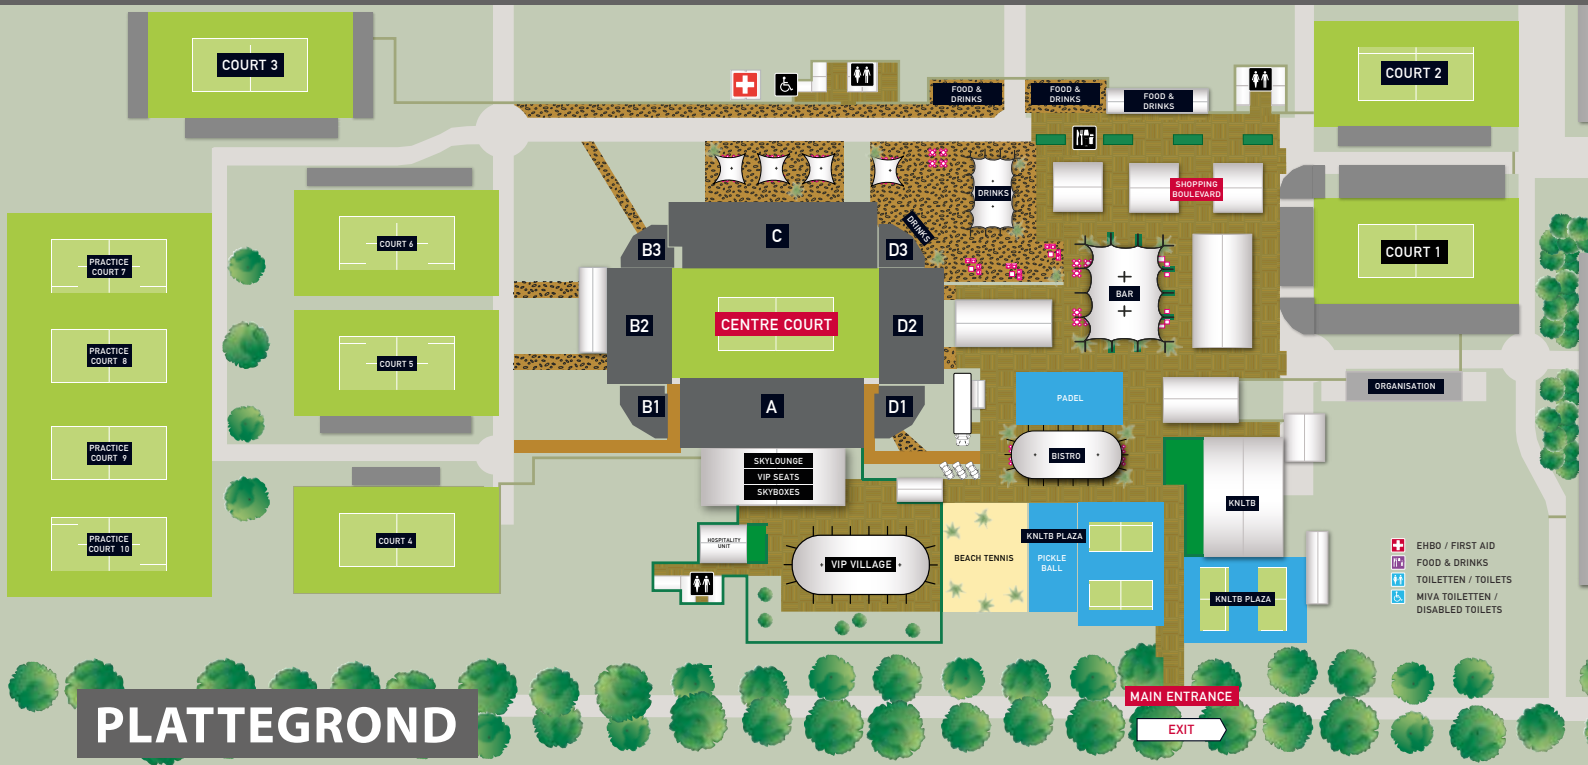 COURT 3
COURT 2
FOOD &
DRINKS
FOOD &
DRINKS
FOOD &
DRINKS
DRINKS
SHOPPING
BOULEVARD
DRINKS
COURT 6
B3
C
D3
COURT 1
PRACTICE
COURT 7
B2
CENTRE COURT
D2
BAR
PRACTICE
COURT 8
COURT 5
ORGANISATION
B1
A
D1
PADEL
PRACTICE
COURT 9
SKYLOUNGE
VIP SEATS
SKYBOXES
BISTRO
KNLTB
PRACTICE
COURT 10
COURT 4
HOSPITALITY
UNIT
VIP VILLAGE
BEACH TENNIS
KNLTB PLAZA
PICKLE
BALL
KNLTB PLAZA
EHBO / FIRST AID
FOOD & DRINKS
TOILETTEN / TOILETS
MIVA TOILETTEN /
DISABLED TOILETS
MAIN ENTRANCE
EXIT
PLATTEGROND